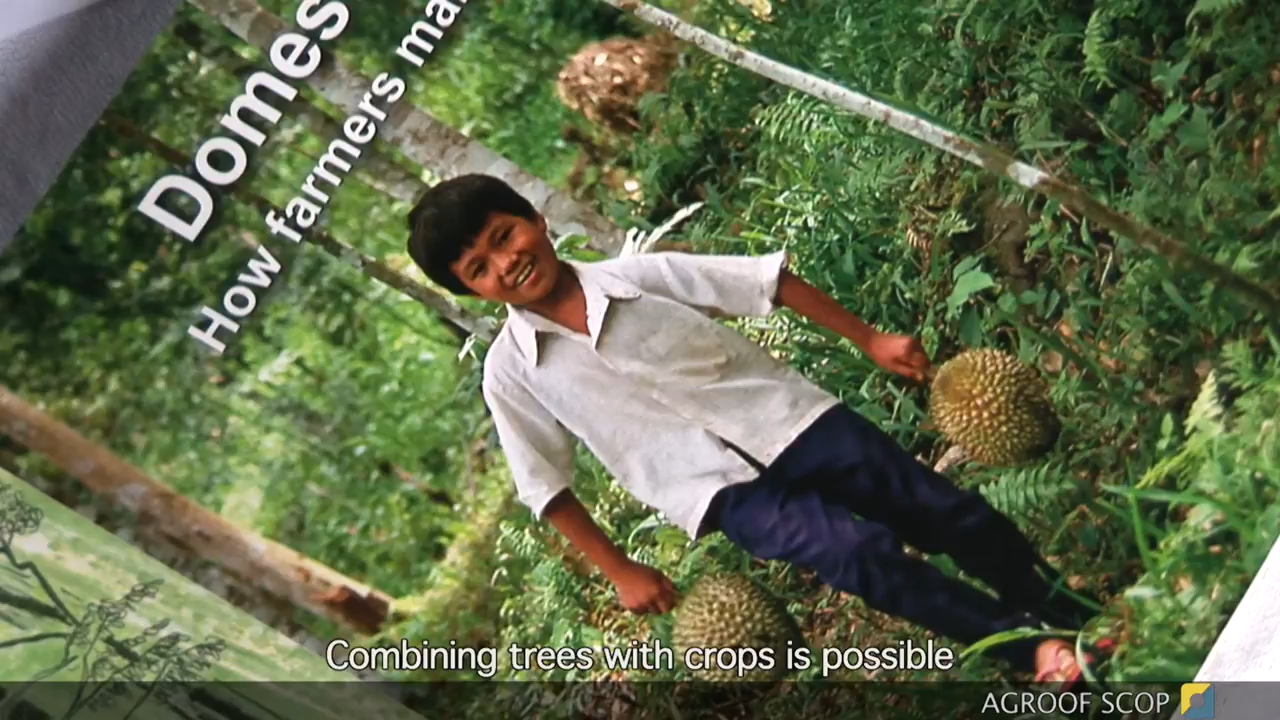 Domes
How farmers ma
Combining trees with crops is possible
AGROOF SCOP